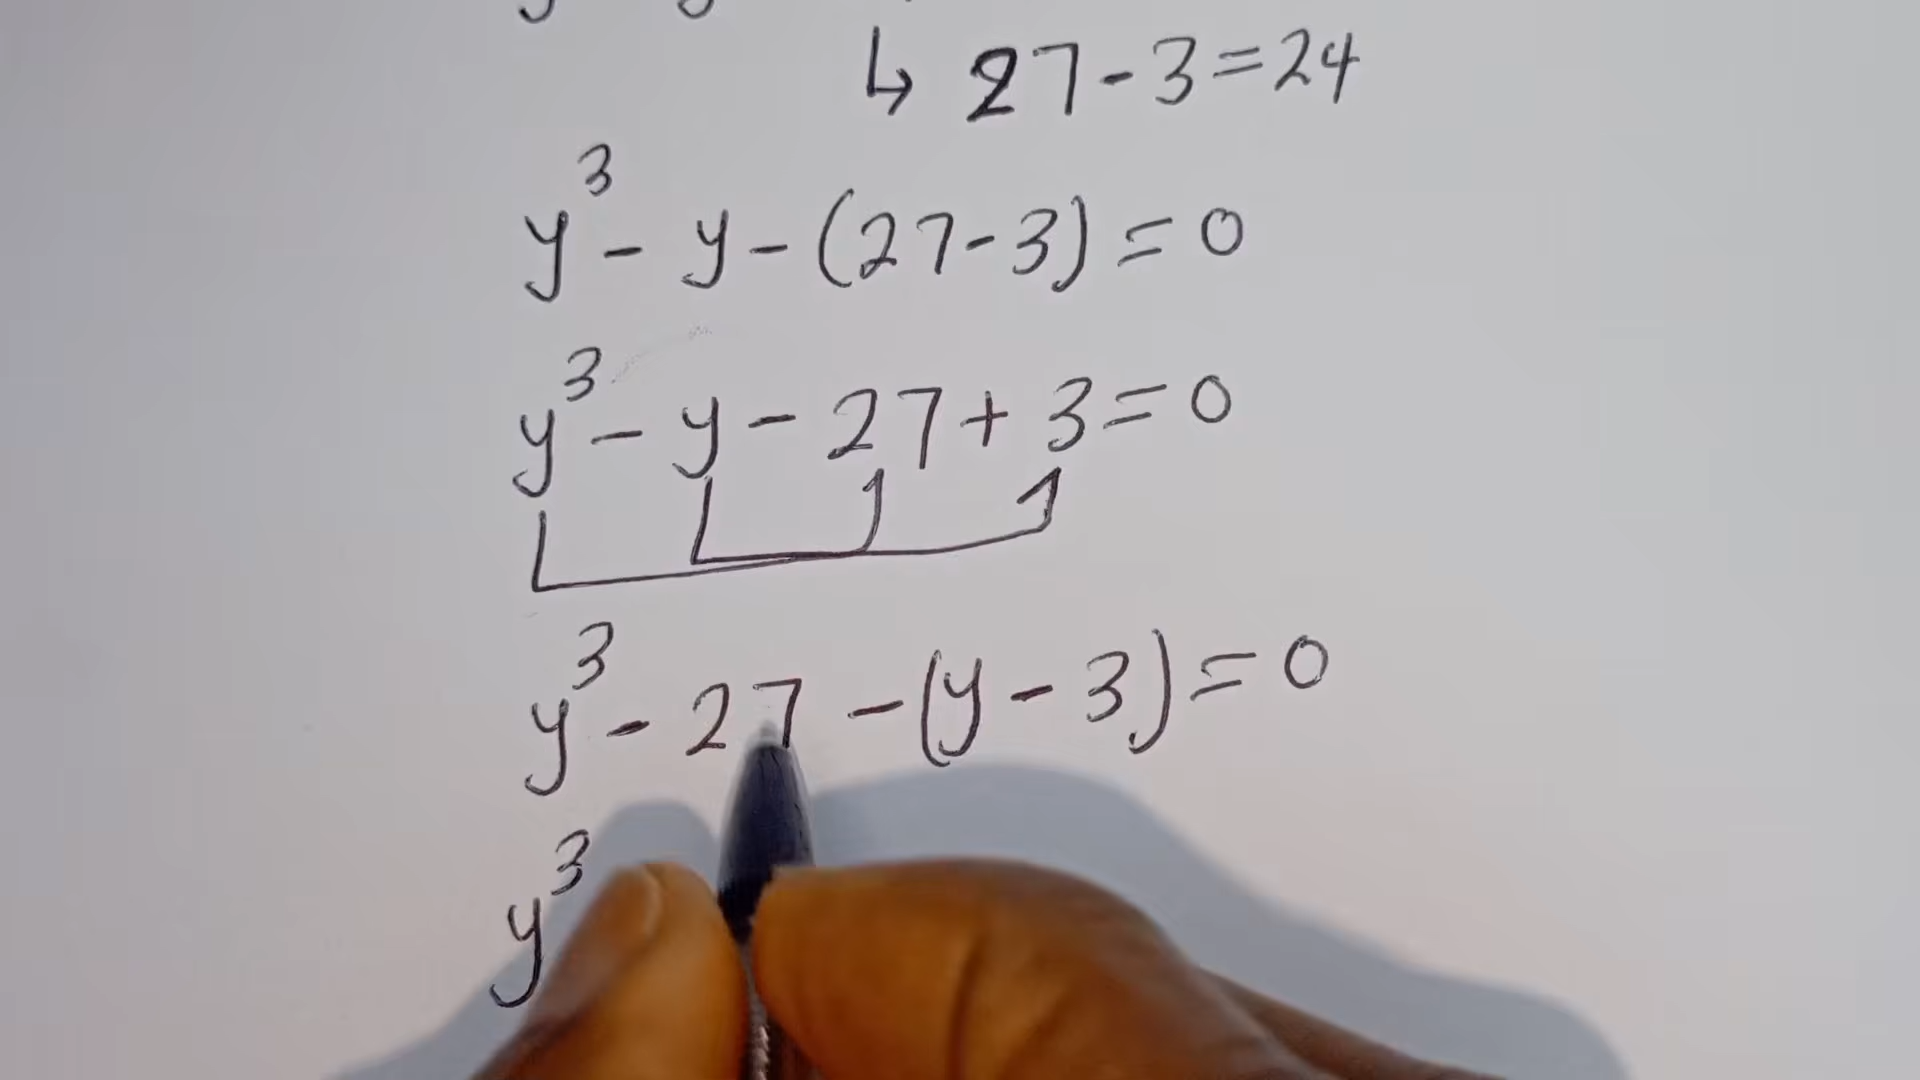 ↳ 27-3=24
y³ - y - (27-3) = 0
y³ - y - 27 + 3 = 0
y³ - 27 - (y - 3) = 0
y³